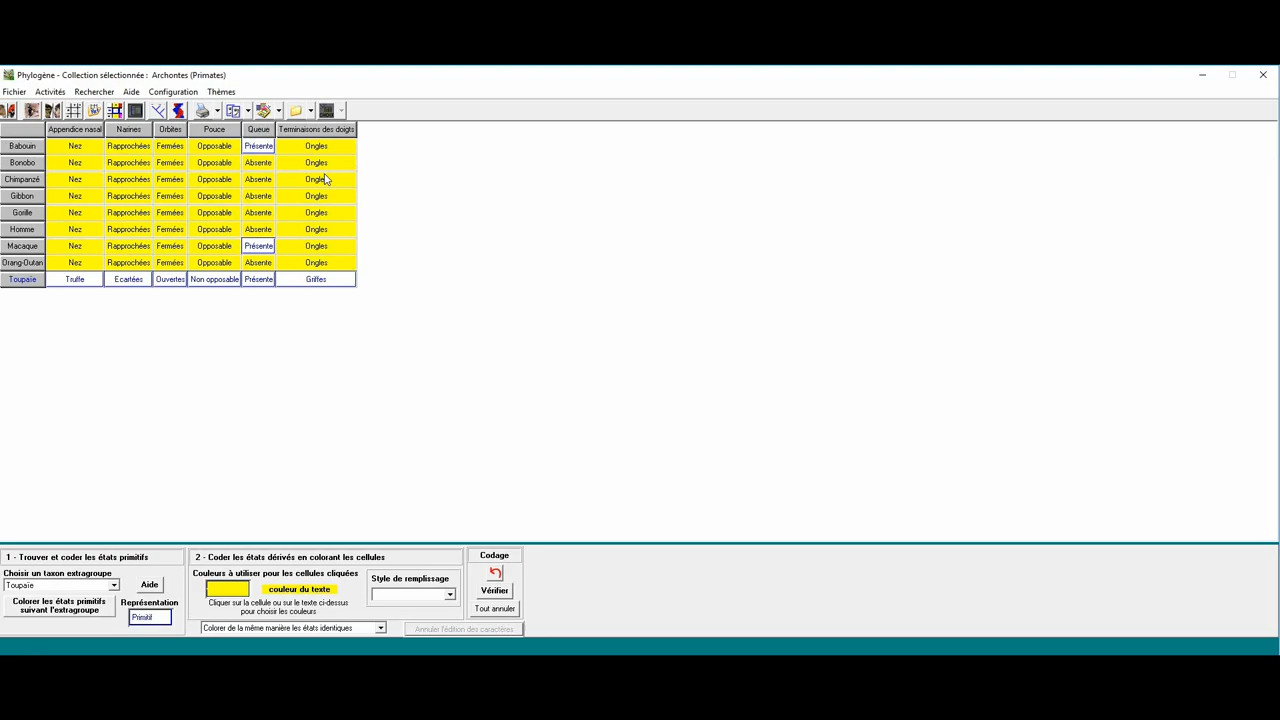 Phylogène - Collection sélectionnée : Archontes (Primates)
Fichier Activités Rechercher Aide Configuration Thèmes
Appendice nasal Narines Orbites Pouce Queue Terminaisons des doigts
Babouin Nez Rapprochées Fermées Opposable Présente Ongles
Bonobo Nez Rapprochées Fermées Opposable Absente Ongles
Chimpanzé Nez Rapprochées Fermées Opposable Absente Ongles
Gibbon Nez Rapprochées Fermées Opposable Absente Ongles
Gorille Nez Rapprochées Fermées Opposable Absente Ongles
Homme Nez Rapprochées Fermées Opposable Absente Ongles
Macaque Nez Rapprochées Fermées Opposable Présente Ongles
Orang-Outan Nez Rapprochées Fermées Opposable Absente Ongles
Toupaïe Truffe Ecartées Ouvertes Non opposable Présente Griffes
1 - Trouver et coder les états primitifs
Choisir un taxon extragroupe
Toupaïe
Aide
Colorer les états primitifs
suivant l'extragroupe
Représentation
Primitif
2 - Coder les états dérivés en colorant les cellules
Couleurs à utiliser pour les cellules cliquées
couleur du texte
Cliquer sur la cellule ou sur le texte ci-dessus
pour choisir les couleurs
Style de remplissage
Colorer de la même manière les états identiques
Annuler l'édition des caractères
Codage
Vérifier
Tout annuler